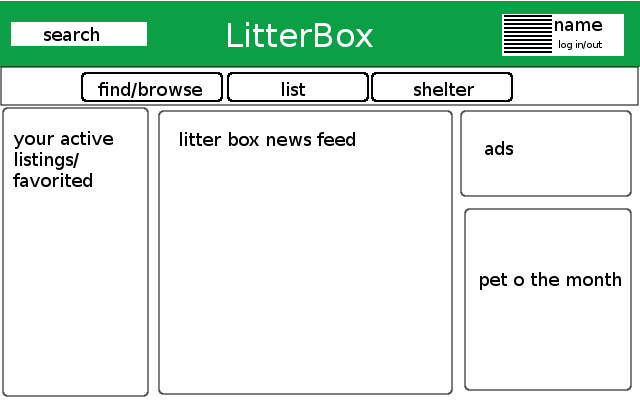 search
LitterBox
name
log in/out
find/browse
list
shelter
your active
listings/
favorited
litter box news feed
ads
pet o the month